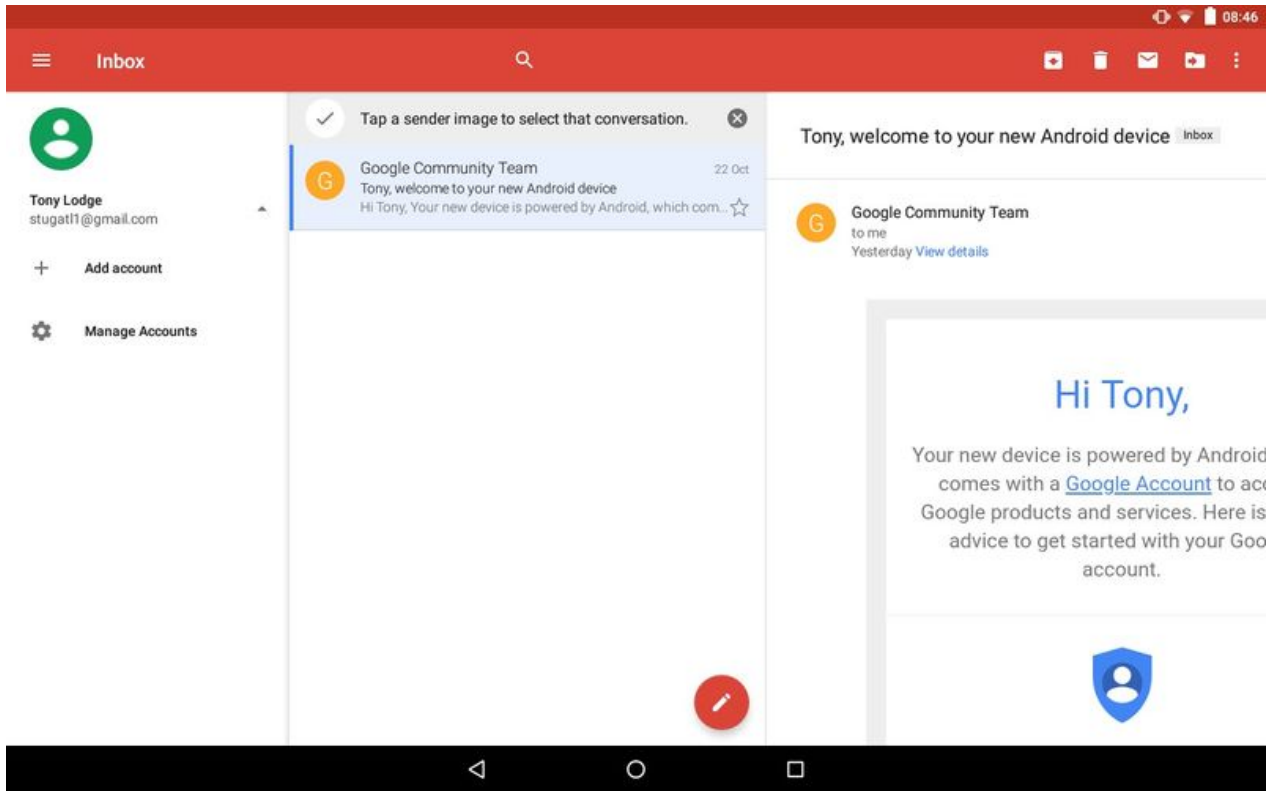 08:46
Inbox
Tony Lodge
stugatl1@gmail.com
Add account
Manage Accounts
Tap a sender image to select that conversation.
G
Google Community Team
22 Oct
Tony, welcome to your new Android device
Hi Tony, Your new device is powered by Android, which com...
Tony, welcome to your new Android device Inbox
G
Google Community Team
to me
Yesterday View details
Hi Tony,
Your new device is powered by Android
comes with a Google Account to acc
Google products and services. Here is
advice to get started with your Goo
account.